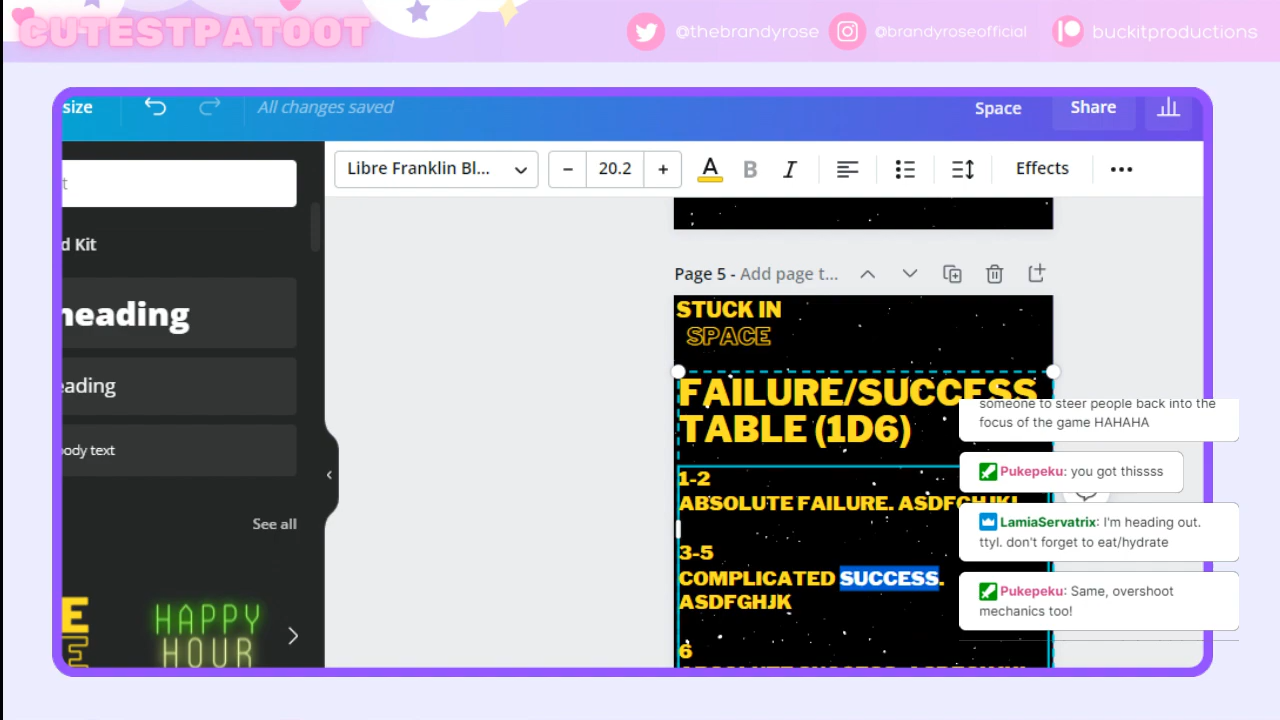 CUTESTPATOOT
@thebrandyrose
@brandyroseofficial
buckitproductions
size
All changes saved
Space
Share
t
d Kit
heading
eading
body text
See all
E
HAPPY
HOUR
Libre Franklin Bl...
20.2
A
B
I
Effects
Page 5 - Add page t...
STUCK IN
SPACE
FAILURE/SUCCESS
TABLE (1D6)
1-2
ABSOLUTE FAILURE. ASDFGHJK!
3-5
COMPLICATED SUCCESS.
ASDFGHJK
6
someone to steer people back into the
focus of the game HAHAHA
Pukepeku: you got thissss
LamiaServatrix: I'm heading out.
ttyl. don't forget to eat/hydrate
Pukepeku: Same, overshoot
mechanics too!